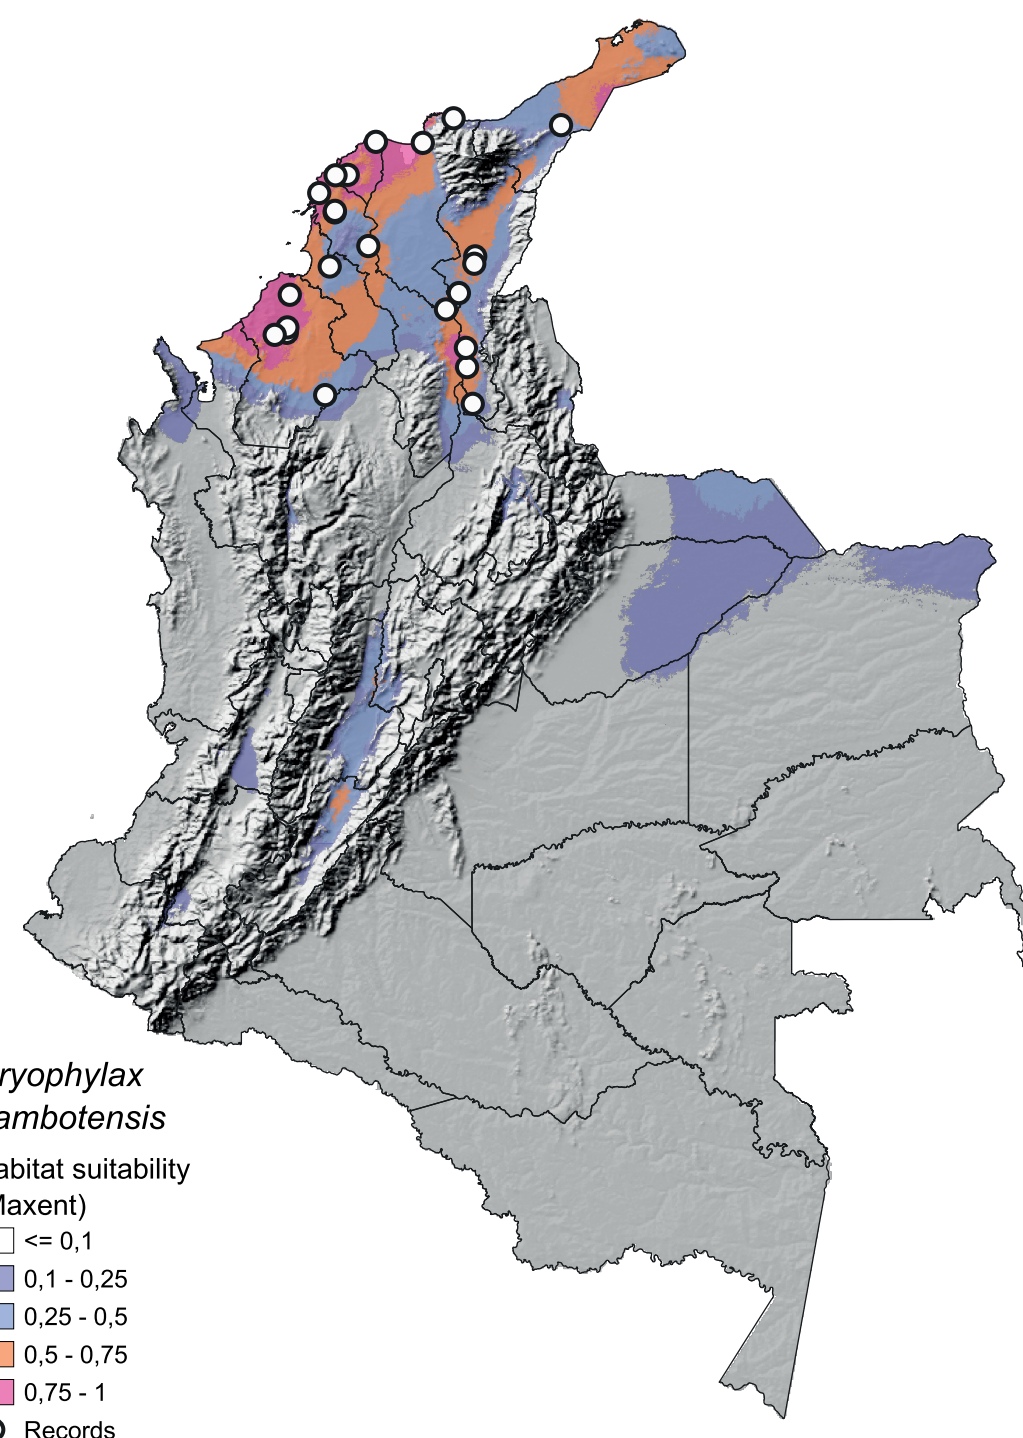 ryophylax
ambotensis
abitat suitability
Maxent)
<= 0,1
0,1 - 0,25
0,25 - 0,5
0,5 - 0,75
0,75 - 1
Records